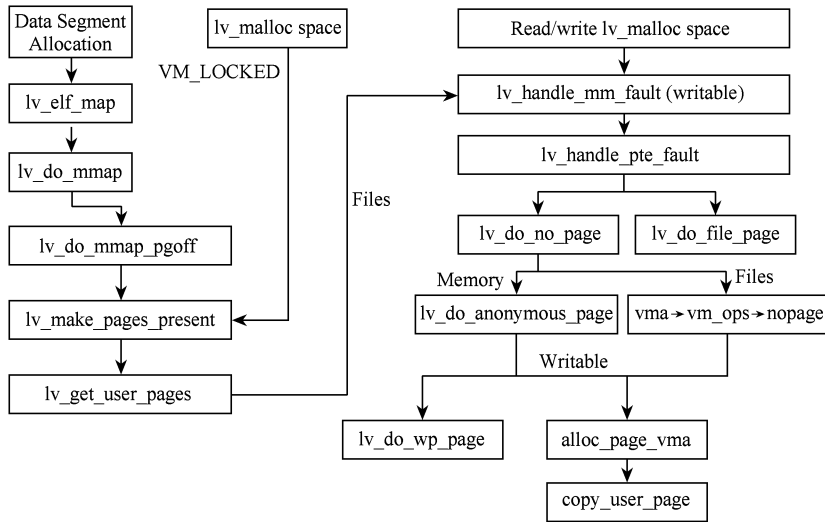 Data Segment
Allocation
lv_elf_map
lv_do_mmap
lv_do_mmap_pgoff
lv_make_pages_present
lv_get_user_pages
lv_malloc space
VM_LOCKED
Files
Read/write lv_malloc space
lv_handle_mm_fault (writable)
lv_handle_pte_fault
lv_do_no_page
lv_do_file_page
Memory
Files
lv_do_anonymous_page
vma→vm_ops→nopage
Writable
lv_do_wp_page
alloc_page_vma
copy_user_page